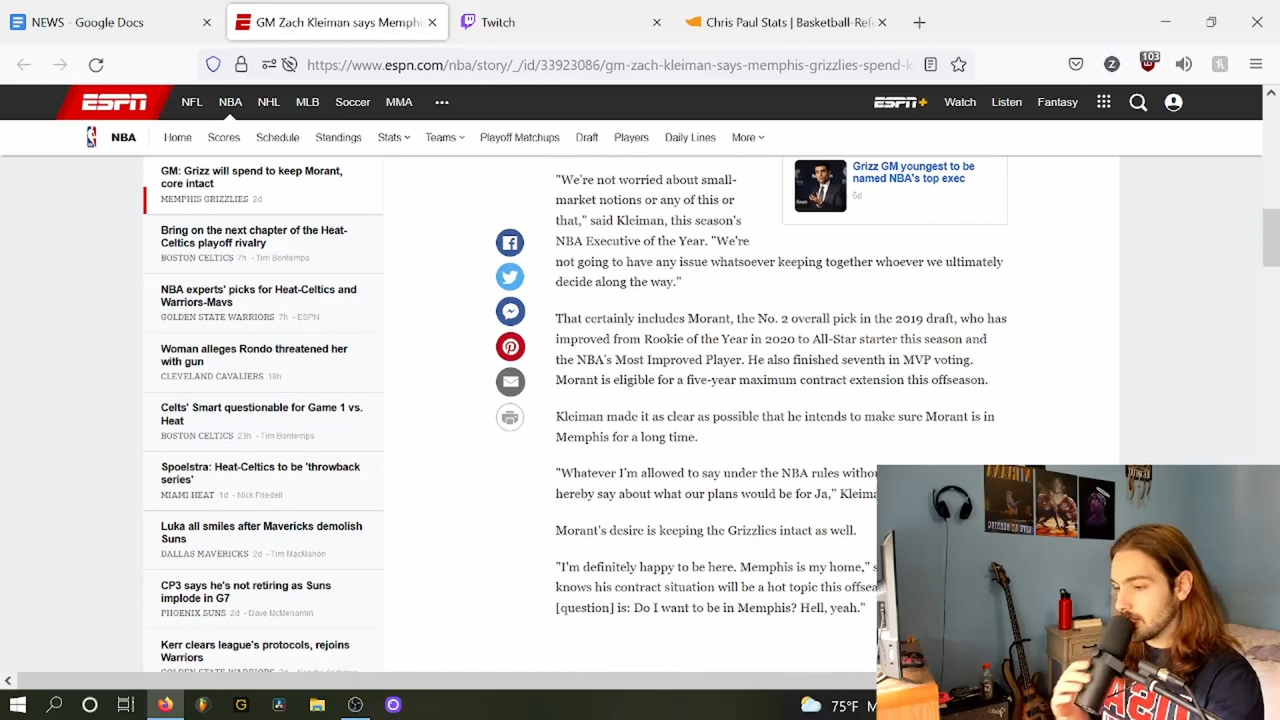 NEWS - Google Docs
GM Zach Kleiman says Memphi
Twitch
Chris Paul Stats | Basketball-Refe
https://www.espn.com/nba/story/_/id/33923086/gm-zach-kleiman-says-memphis-grizzlies-spend-k
103
ESPN
NFL
NBA
NHL
MLB
Soccer
MMA
ESPN+
Watch
Listen
Fantasy
NBA
Home
Scores
Schedule
Standings
Stats
Teams
Playoff Matchups
Draft
Players
Daily Lines
More
GM: Grizz will spend to keep Morant,
core intact
MEMPHIS GRIZZLIES 2d
Bring on the next chapter of the Heat-
Celtics playoff rivalry
BOSTON CELTICS 7h - Tim Bontemps
NBA experts' picks for Heat-Celtics and
Warriors-Mavs
GOLDEN STATE WARRIORS 7h - ESPN
Woman alleges Rondo threatened her
with gun
CLEVELAND CAVALIERS 19h
Celts' Smart questionable for Game 1 vs.
Heat
BOSTON CELTICS 23h - Tim Bontemps
Spoelstra: Heat-Celtics to be 'throwback
series'
MIAMI HEAT 1d - Nick Friedell
Luka all smiles after Mavericks demolish
Suns
DALLAS MAVERICKS 2d - Tim MacMahon
CP3 says he's not retiring as Suns
implode in G7
PHOENIX SUNS 2d - Dave McMenamin
Kerr clears league's protocols, rejoins
Warriors
"We're not worried about small-
market notions or any of this or
that," said Kleiman, this season's
NBA Executive of the Year. "We're
not going to have any issue whatsoever keeping together whoever we ultimately
decide along the way."
Grizz GM youngest to be
named NBA's top exec
6d
That certainly includes Morant, the No. 2 overall pick in the 2019 draft, who has
improved from Rookie of the Year in 2020 to All-Star starter this season and
the NBA's Most Improved Player. He also finished seventh in MVP voting.
Morant is eligible for a five-year maximum contract extension this offseason.
Kleiman made it as clear as possible that he intends to make sure Morant is in
Memphis for a long time.
"Whatever I'm allowed to say under the NBA rules withou
hereby say about what our plans would be for Ja," Kleima
Morant's desire is keeping the Grizzlies intact as well.
"I'm definitely happy to be here. Memphis is my home," s
knows his contract situation will be a hot topic this offsea
[question] is: Do I want to be in Memphis? Hell, yeah."
75°F